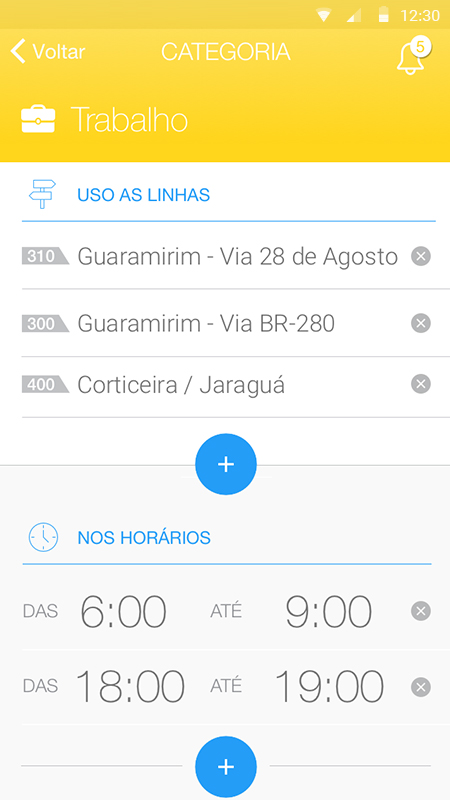 12:30
Voltar CATEGORIA 5
Trabalho
USO AS LINHAS
310 Guaramirim - Via 28 de Agosto
300 Guaramirim - Via BR-280
400 Corticeira / Jaraguá
+
NOS HORÁRIOS
DAS 6:00 ATÉ 9:00
DAS 18:00 ATÉ 19:00
+